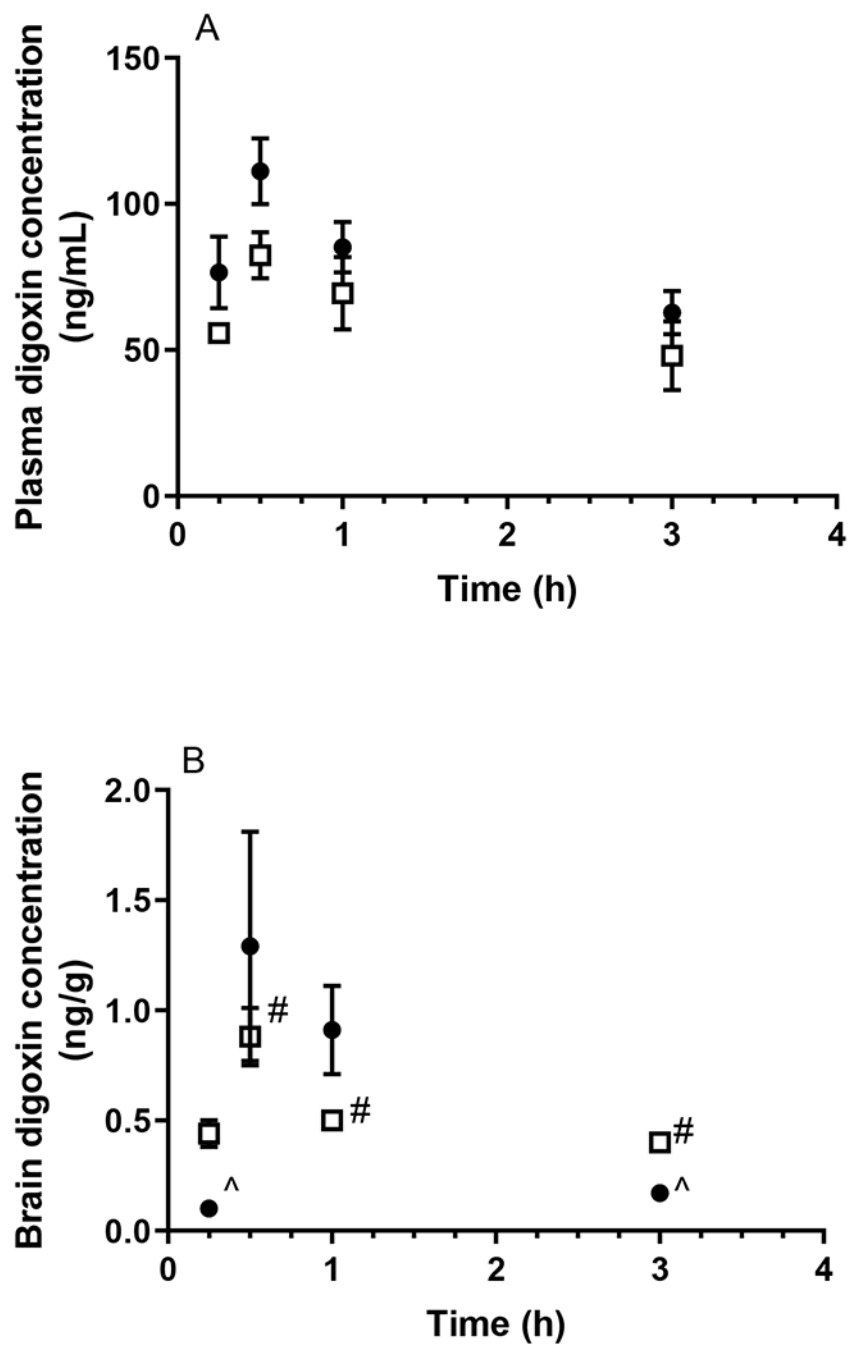 A
Plasma digoxin concentration
(ng/mL)
150
100
50
0
0 1 2 3 4
Time (h)
B
Brain digoxin concentration
(ng/g)
2.0
1.5
1.0
#
0.5
#
#
^
^
0.0
0 1 2 3 4
Time (h)